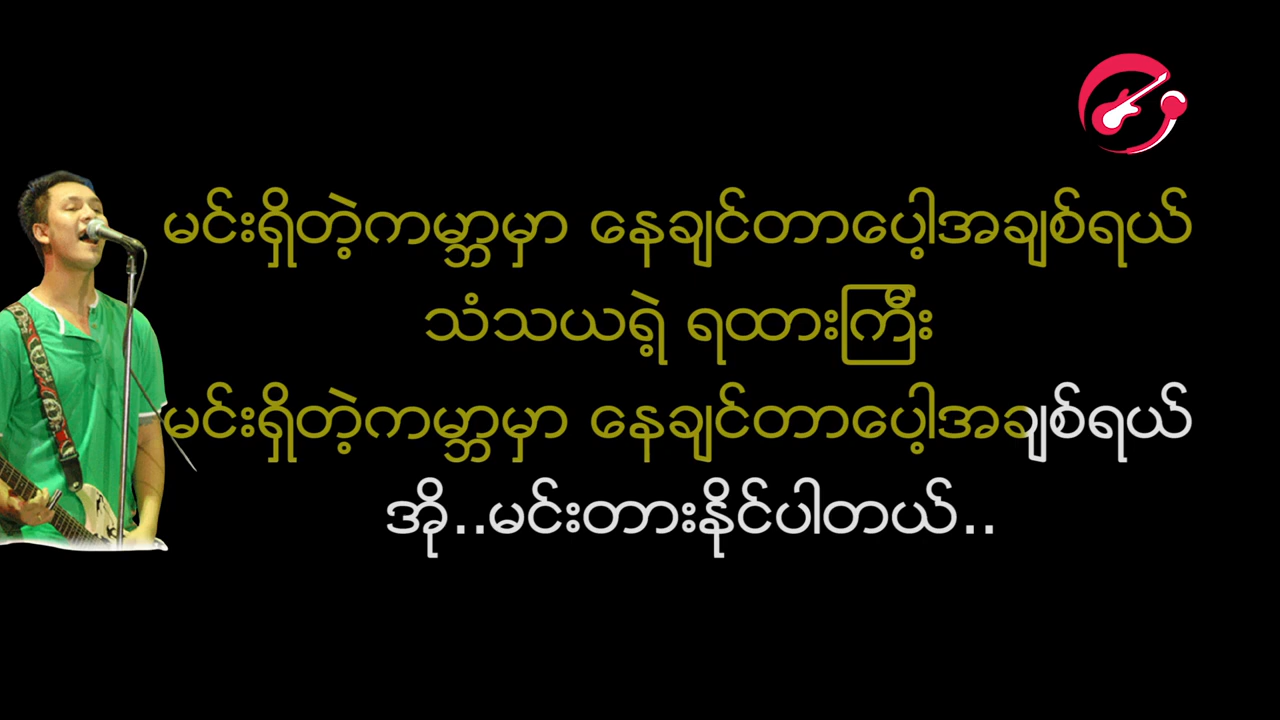 မင်းရှိတဲ့ကမ္ဘာမှာ နေချင်တာပေါ့အချစ်ရယ်
သံသယရဲ့ ရထားကြီး
မင်းရှိတဲ့ကမ္ဘာမှာ နေချင်တာပေါ့အချစ်ရယ်
အို..မင်းတားနိုင်ပါတယ်..